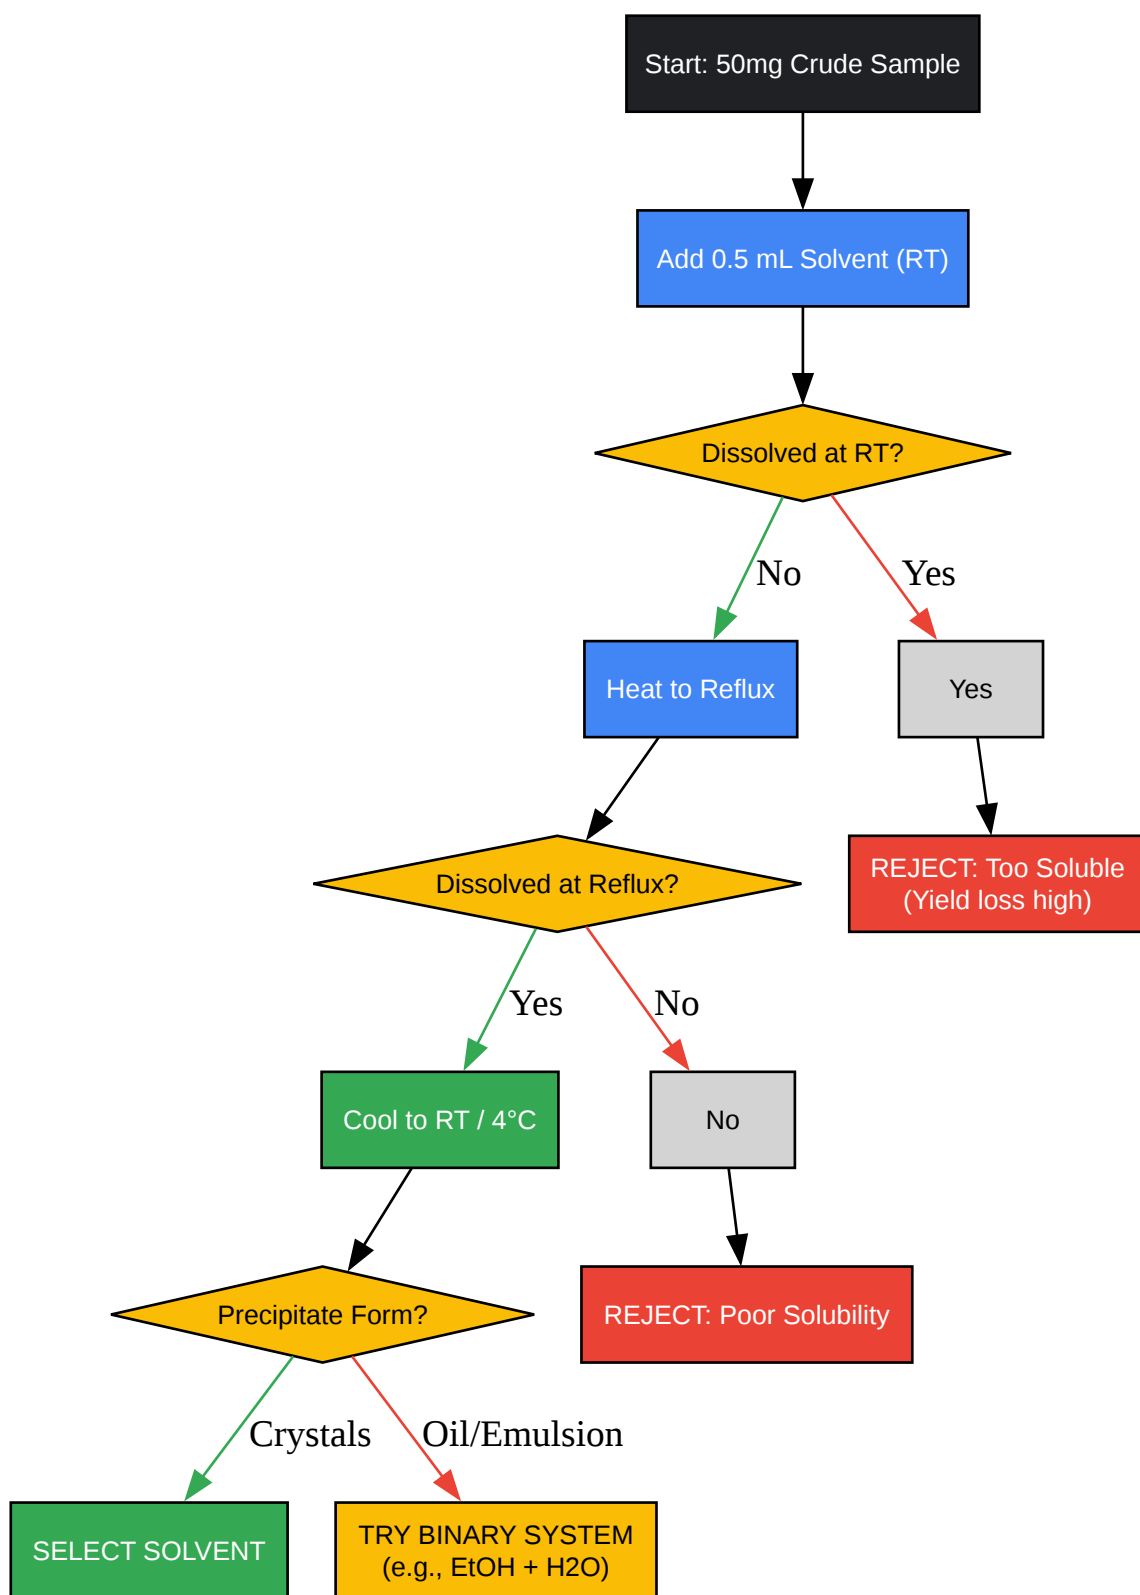 Start: 50mg Crude Sample
Add 0.5 mL Solvent (RT)
Dissolved at RT?
No
Yes
Heat to Reflux
Yes
Dissolved at Reflux?
REJECT: Too Soluble
(Yield loss high)
Yes
No
Cool to RT / 4°C
No
Precipitate Form?
REJECT: Poor Solubility
Crystals
Oil/Emulsion
SELECT SOLVENT
TRY BINARY SYSTEM
(e.g., EtOH + H2O)